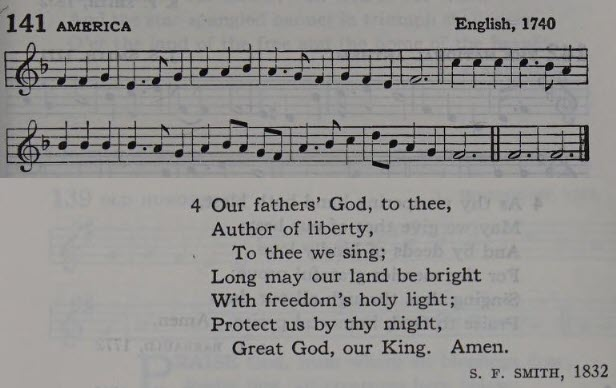 141 AMERICA English, 1740
4 Our fathers' God, to thee,
Author of liberty,
To thee we sing;
Long may our land be bright
With freedom's holy light;
Protect us by thy might,
Great God, our King. Amen.
S. F. SMITH, 1832